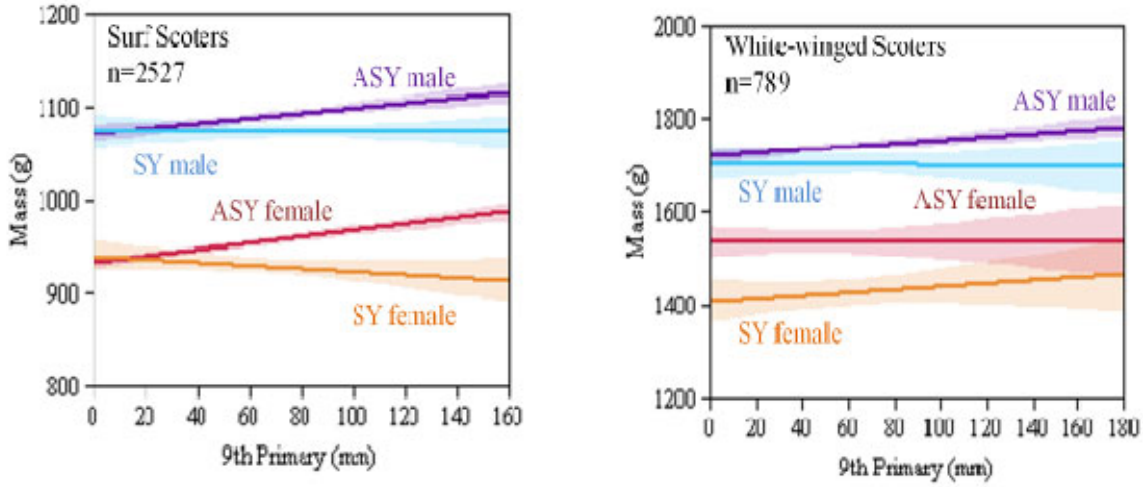 Surf Scoters
n=2527
ASY male
SY male
ASY female
SY female
Mass (g)
1200
1100
1000
900
800
0 20 40 60 80 100 120 140 160
9th Primary (mm)
White-winged Scoters
n=789
ASY male
SY male
ASY female
SY female
Mass (g)
2000
1800
1600
1400
1200
0 20 40 60 80 100 120 140 160 180
9th Primary (mm)